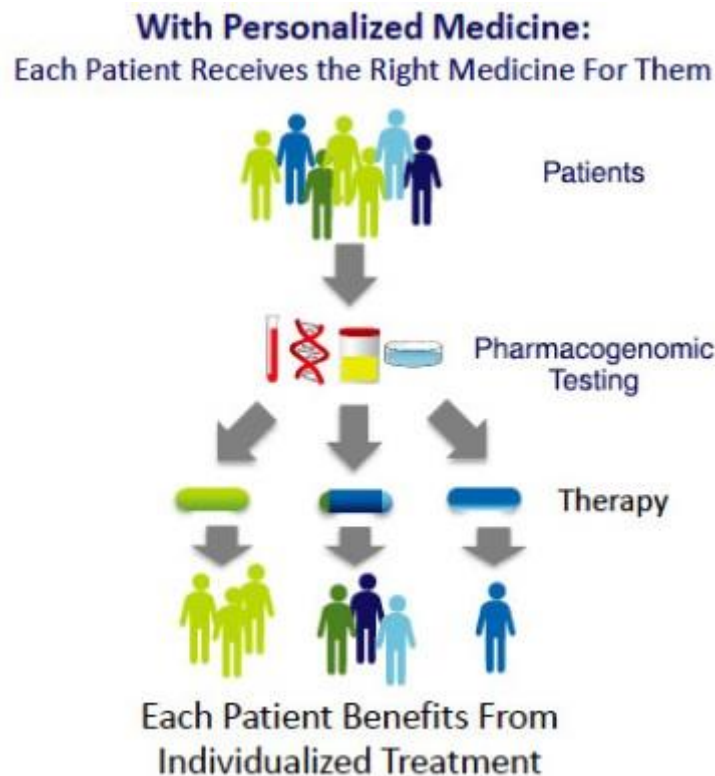 With Personalized Medicine:
Each Patient Receives the Right Medicine For Them
Patients
Pharmacogenomic
Testing
Therapy
Each Patient Benefits From
Individualized Treatment